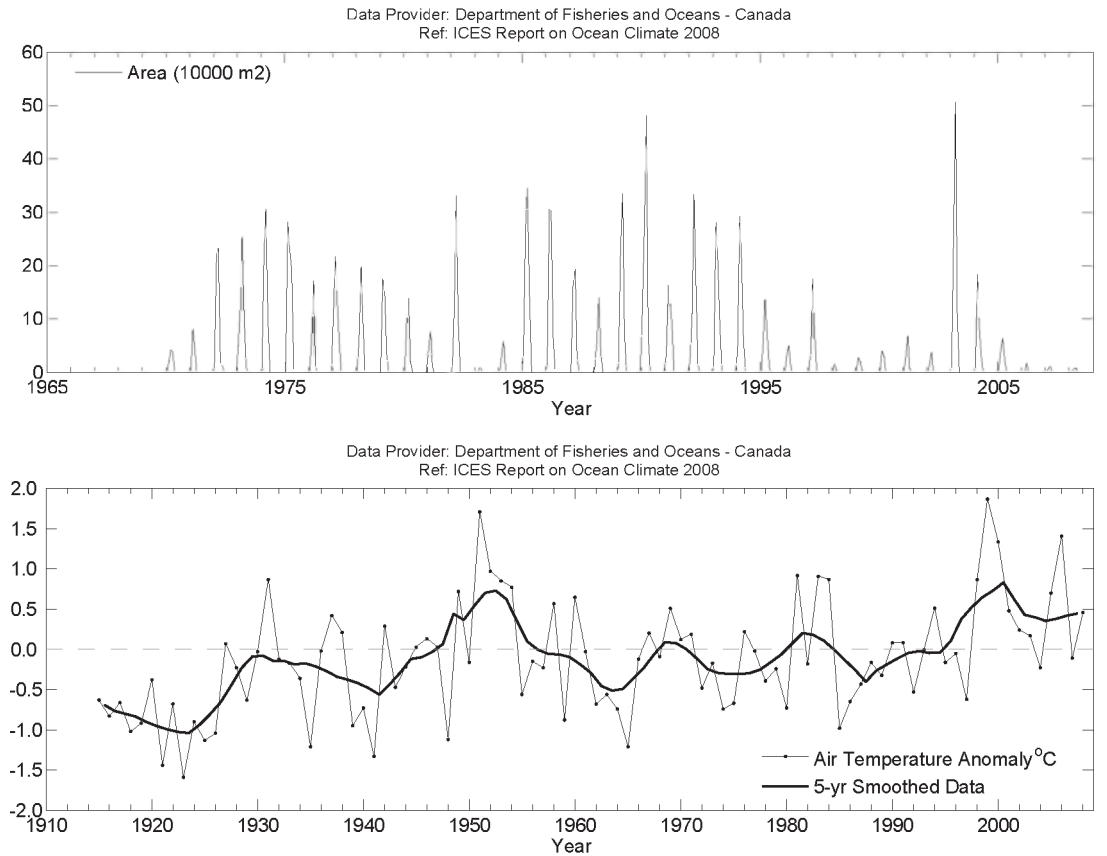 Data Provider: Department of Fisheries and Oceans - Canada
Ref: ICES Report on Ocean Climate 2008
60
50
40
30
20
10
0
Area (10000 m2)
1965 1975 1985 1995 2005
Year
Data Provider: Department of Fisheries and Oceans - Canada
Ref: ICES Report on Ocean Climate 2008
2.0
1.5
1.0
0.5
0.0
-0.5
-1.0
-1.5
-2.0
Air Temperature Anomaly°C
5-yr Smoothed Data
1910 1920 1930 1940 1950 1960 1970 1980 1990 2000
Year